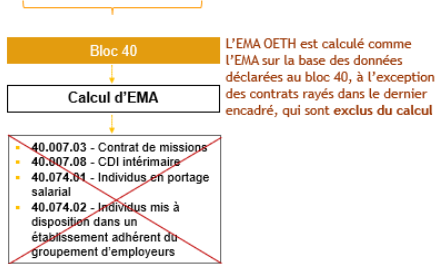 Bloc 40
L'EMA OETH est calculé comme
l'EMA sur la base des données
déclarées au bloc 40, à l'exception
des contrats rayés dans le dernier
encadré, qui sont exclus du calcul
Calcul d'EMA
40.007.03 - Contrat de missions
40.007.08 - CDI intérimaire
40.074.01 - Individus en portage
salarial
40.074.02 - Individus mis à
disposition dans un
établissement adhérent du
groupement d'employeurs